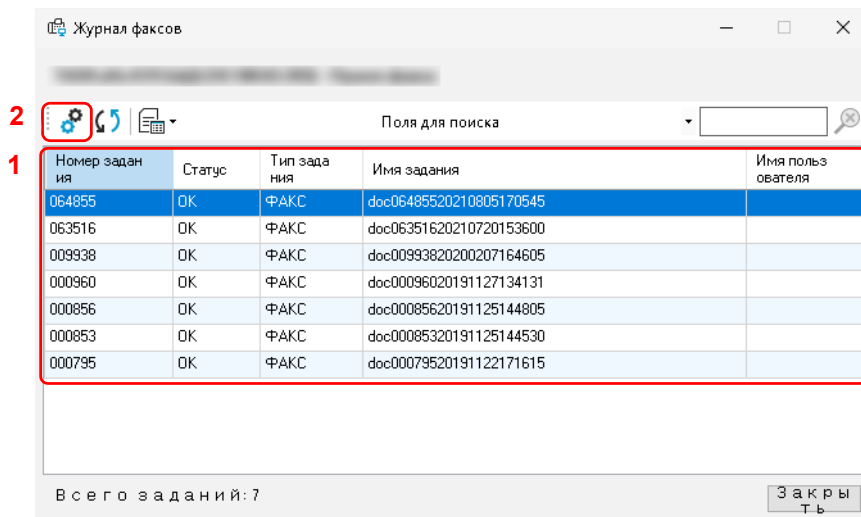 Журнал факсов
2
Поля для поиска
1
Номер задан
ия
Статус
Тип зада
ния
Имя задания
Имя польз
ователя
064855 OK ФАКС doc06485520210805170545
063516 OK ФАКС doc06351620210720153600
009938 OK ФАКС doc00993820200207164605
000960 OK ФАКС doc00096020191127134131
000856 OK ФАКС doc00085620191125144805
000853 OK ФАКС doc00085320191125144530
000795 OK ФАКС doc00079520191122171615
Всего заданий:7
Закры
ть